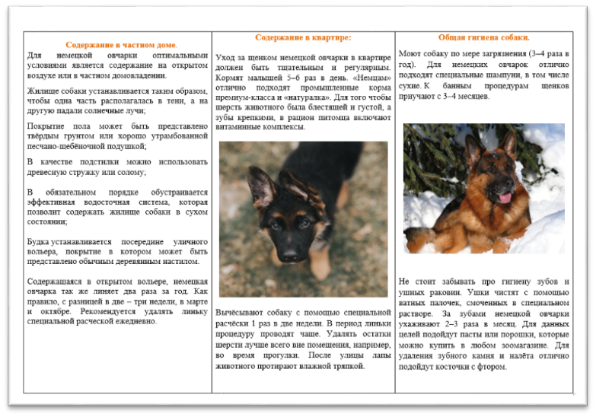 Содержание в частном доме.
Для немецкой овчарки оптимальными
условиями является содержание на открытом
воздухе или в частном домовладении.
Жилище собаки устанавливается таким образом,
чтобы одна часть располагалась в тени, а на
другую падали солнечные лучи;
Покрытие пола может быть представлено
твёрдым грунтом или хорошо утрамбованной
песчано-щебёночной подушкой;
В качестве подстилки можно использовать
древесную стружку или солому;
В обязательном порядке обустраивается
эффективная водосточная система, которая
позволит содержать жилище собаки в сухом
состоянии;
Будка устанавливается посередине уличного
вольера, покрытие в котором может быть
представлено обычным деревянным настилом.
Содержащаяся в открытом вольере, немецкая
овчарка так же линяет два раза за год. Как
правило, с разницей в две – три недели, в марте
и октябре. Рекомендуется удалять линьку
специальной расческой ежедневно.
Содержание в квартире:
Уход за щенком немецкой овчарки в квартире
должен быть тщательным и регулярным.
Кормят малышей 5–6 раз в день. «Немцам»
отлично подходят промышленные корма
премиум-класса и «натуралка». Для того чтобы
шерсть животного была блестящей и густой, а
зубы крепкими, в рацион питомца включают
витаминные комплексы.
Вычёсывают собаку с помощью специальной
расчёски 1 раз в две недели. В период линьки
процедуру проводят чаще. Удалять остатки
шерсти лучше всего вне помещения, например,
во время прогулки. После улицы лапы
животного протирают влажной тряпкой.
Общая гигиена собаки.
Моют собаку по мере загрязнения (3–4 раза в
год). Для немецких овчарок отлично
подходят специальные шампуни, в том числе
сухие. К банным процедурам щенков
приучают с 3–4 месяцев.
Не стоит забывать про гигиену зубов и
ушных раковин. Ушки чистят с помощью
ватных палочек, смоченных в специальном
растворе. За зубами немецкой овчарки
ухаживают 2–3 раза в месяц. Для данных
целей подойдут пасты или порошки, которые
можно купить в любом зоомагазине. Для
удаления зубного камня и налёта отлично
подойдут косточки с фтором.